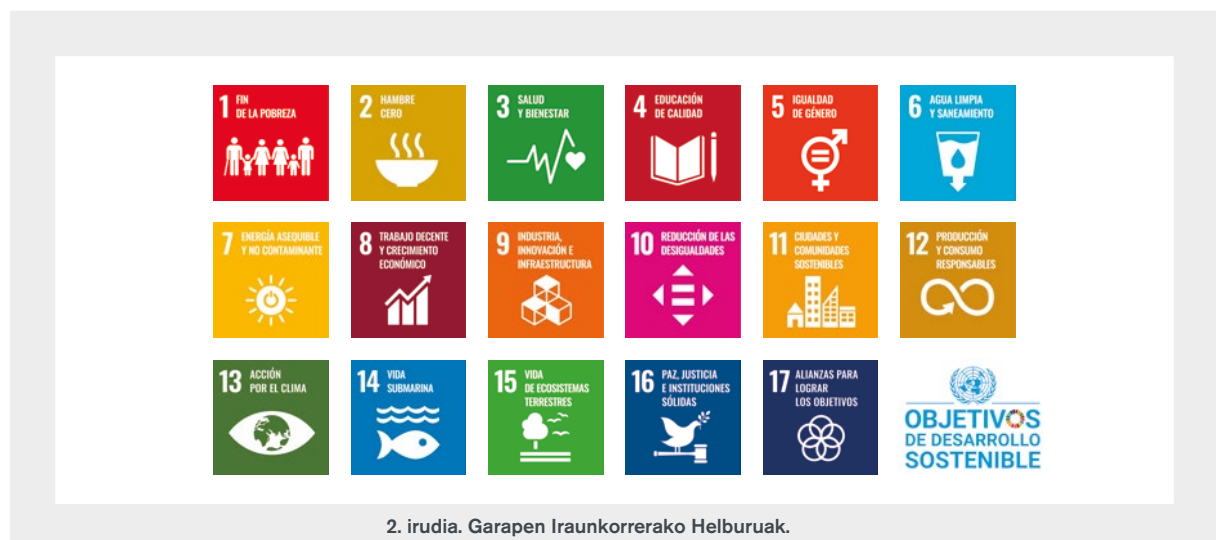 1 FIN
DE LA POBREZA
2 HAMBRE
CERO
3 SALUD
Y BIENESTAR
4 EDUCACIÓN
DE CALIDAD
5 IGUALDAD
DE GÉNERO
6 AGUA LIMPIA
Y SANEAMIENTO
7 ENERGÍA ASEQUIBLE
Y NO CONTAMINANTE
8 TRABAJO DECENTE
Y CRECIMIENTO
ECONÓMICO
9 INDUSTRIA,
INNOVACIÓN E
INFRAESTRUCTURA
10 REDUCCIÓN DE LAS
DESIGUALDADES
11 CIUDADES Y
COMUNIDADES
SOSTENIBLES
12 PRODUCCIÓN
Y CONSUMO
RESPONSABLES
13 ACCIÓN
POR EL CLIMA
14 VIDA
SUBMARINA
15 VIDA
DE ECOSISTEMAS
TERRESTRES
16 PAZ, JUSTICIA
E INSTITUCIONES
SÓLIDAS
17 ALIANZAS PARA
LOGRAR
LOS OBJETIVOS
OBJETIVOS
DE DESARROLLO
SOSTENIBLE
2. irudia. Garapen Iraunkorrerako Helburuak.